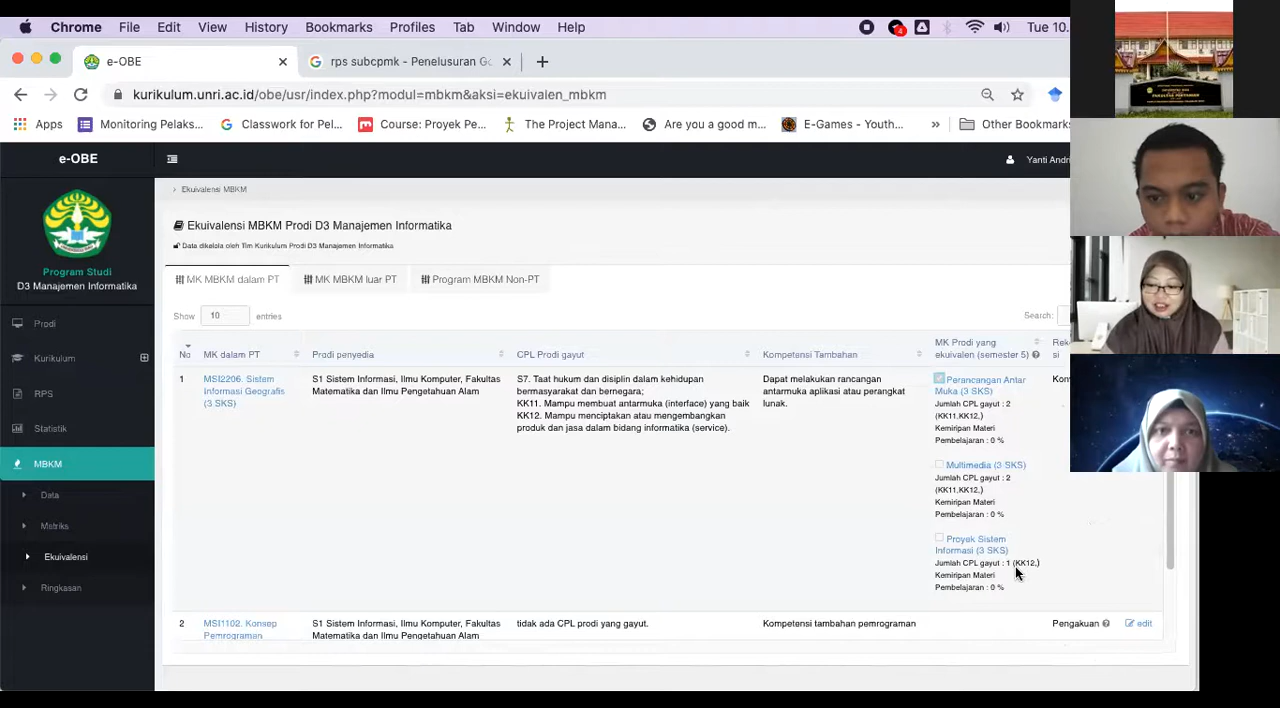 Chrome File Edit View History Bookmarks Profiles Tab Window Help 4 Tue 10.
e-OBE
rps subcpmk - Penelusuran Go
kurikulum.unri.ac.id/obe/usr/index.php?modul=mbkm&aksi=ekuivalen_mbkm
Apps Monitoring Pelaks... Classwork for Pel... Course: Proyek Pe... The Project Mana... Are you a good m... E-Games - Youth... » Other Bookmarks
e-OBE
Yanti Andri
Program Studi
D3 Manajemen Informatika
Prodi
Kurikulum
RPS
Statistik
MBKM
Data
Matriks
Ekuivalensi
Ringkasan
Ekuivalensi MBKM
Ekuivalensi MBKM Prodi D3 Manajemen Informatika
Data dikelola oleh Tim Kurikulum Prodi D3 Manajemen Informatika
MK MBKM dalam PT MK MBKM luar PT Program MBKM Non-PT
Show 10 entries Search:
No
MK dalam PT
Prodi penyedia
CPL Prodi gayut
Kompetensi Tambahan
MK Prodi yang
ekuivalen (semester 5)
Rek
si
1
MSI2206. Sistem
Informasi Geografis
(3 SKS)
S1 Sistem Informasi, Ilmu Komputer, Fakultas
Matematika dan Ilmu Pengetahuan Alam
S7. Taat hukum dan disiplin dalam kehidupan
bermasyarakat dan bernegara;
KK11. Mampu membuat antarmuka (interface) yang baik
KK12. Mampu menciptakan atau mengembangkan
produk dan jasa dalam bidang informatika (service).
Dapat melakukan rancangan
antarmuka aplikasi atau perangkat
lunak.
Perancangan Antar
Muka (3 SKS)
Jumlah CPL gayut : 2
(KK11,KK12,)
Kemiripan Materi
Pembelajaran : 0 %
Multimedia (3 SKS)
Jumlah CPL gayut : 2
(KK11,KK12,)
Kemiripan Materi
Pembelajaran : 0 %
Proyek Sistem
Informasi (3 SKS)
Jumlah CPL gayut : 1 (KK12,)
Kemiripan Materi
Pembelajaran : 0 %
2
MSI1102. Konsep
Pemrograman
S1 Sistem Informasi, Ilmu Komputer, Fakultas
Matematika dan Ilmu Pengetahuan Alam
tidak ada CPL prodi yang gayut.
Kompetensi tambahan pemrograman
Pengakuan
edit